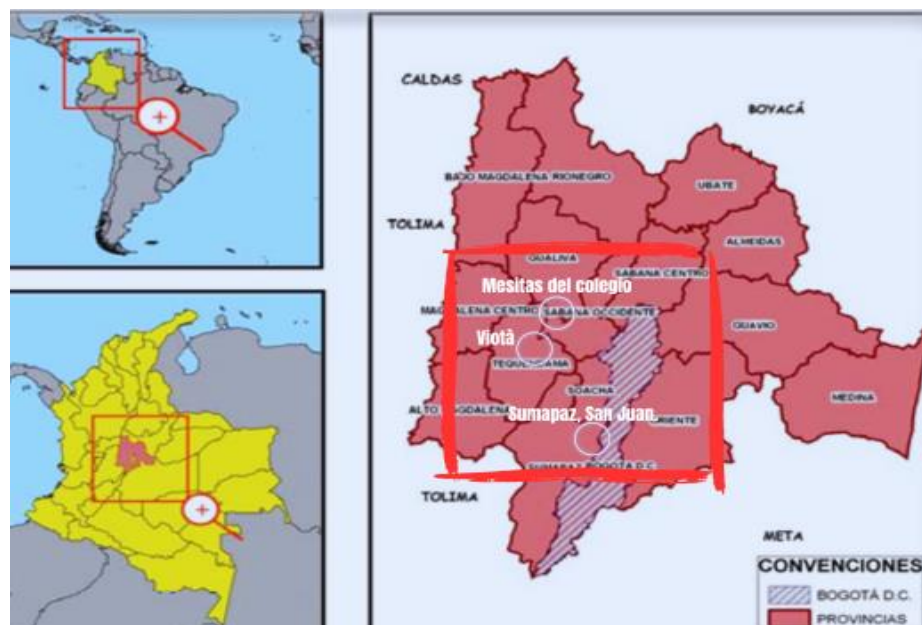 CALDAS
BOYACÁ
BAJO MAGDALENA
RIONEGRO
UBATE
TOLIMA
ALMEIDAS
GUALIVA
SABANA CENTRO
Mesitas del colegio
MAGDALENA CENTRO
SABANA OCCIDENTE
GUAVIO
Viotã
TEQUENDAMA
SOACHA
MEDINA
ALTO MAGDALENA
Sumapaz, San Juan.
ORIENTE
SUMAPAZ
BOGOTÁ D.C.
TOLIMA
META
CONVENCIONES
BOGOTÁ D.C.
PROVINCIAS